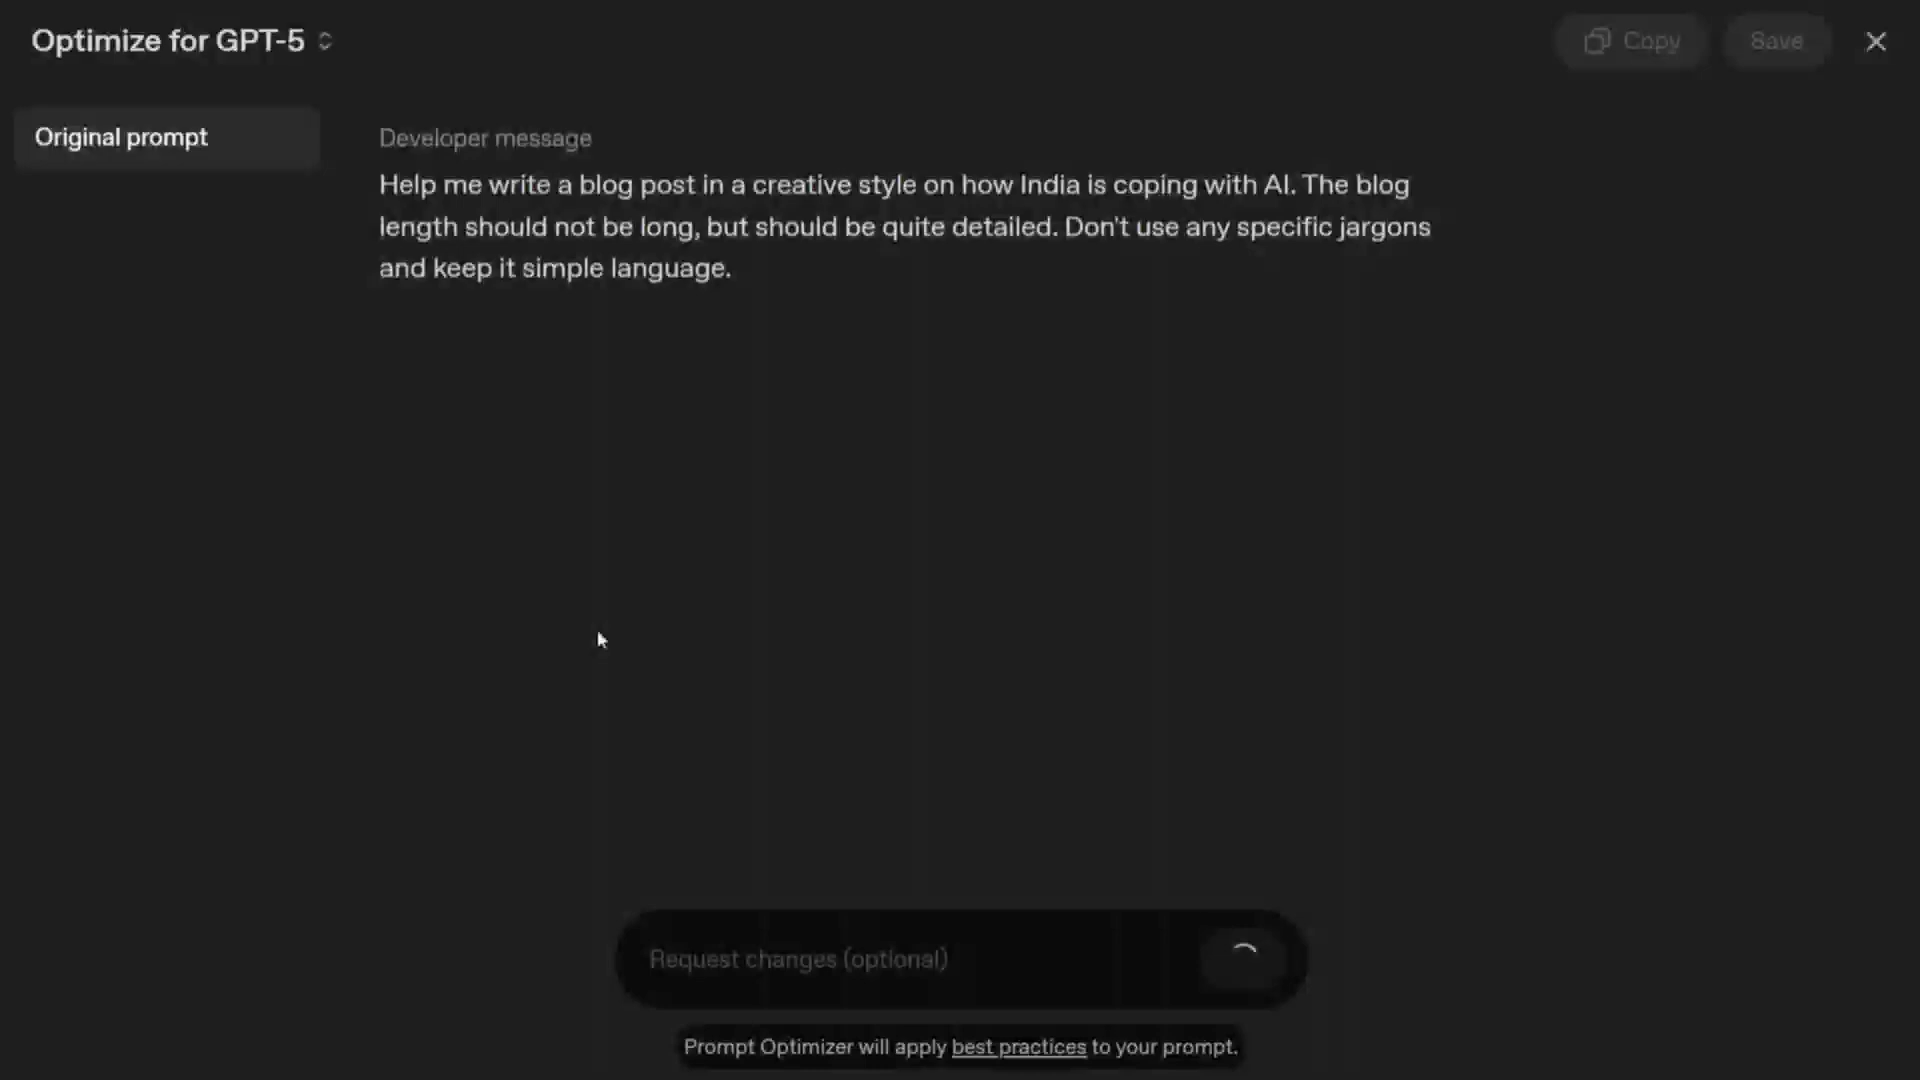 Optimize for GPT-5
Copy
Save
Original prompt
Developer message
Help me write a blog post in a creative style on how India is coping with AI. The blog
length should not be long, but should be quite detailed. Don't use any specific jargons
and keep it simple language.
Request changes (optional)
Prompt Optimizer will apply best practices to your prompt.